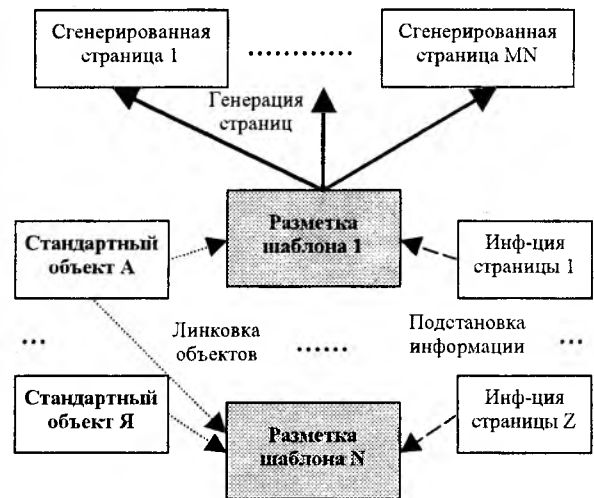 Сгенерированная
страница 1
...........
Сгенерированная
страница MN
Генерация
страниц
Разметка
шаблона 1
Стандартный
объект А
Инф-ция
страницы 1
...
Линковка
объектов
......
Подстановка
информации
...
Стандартный
объект Я
Разметка
шаблона N
Инф-ция
страницы Z